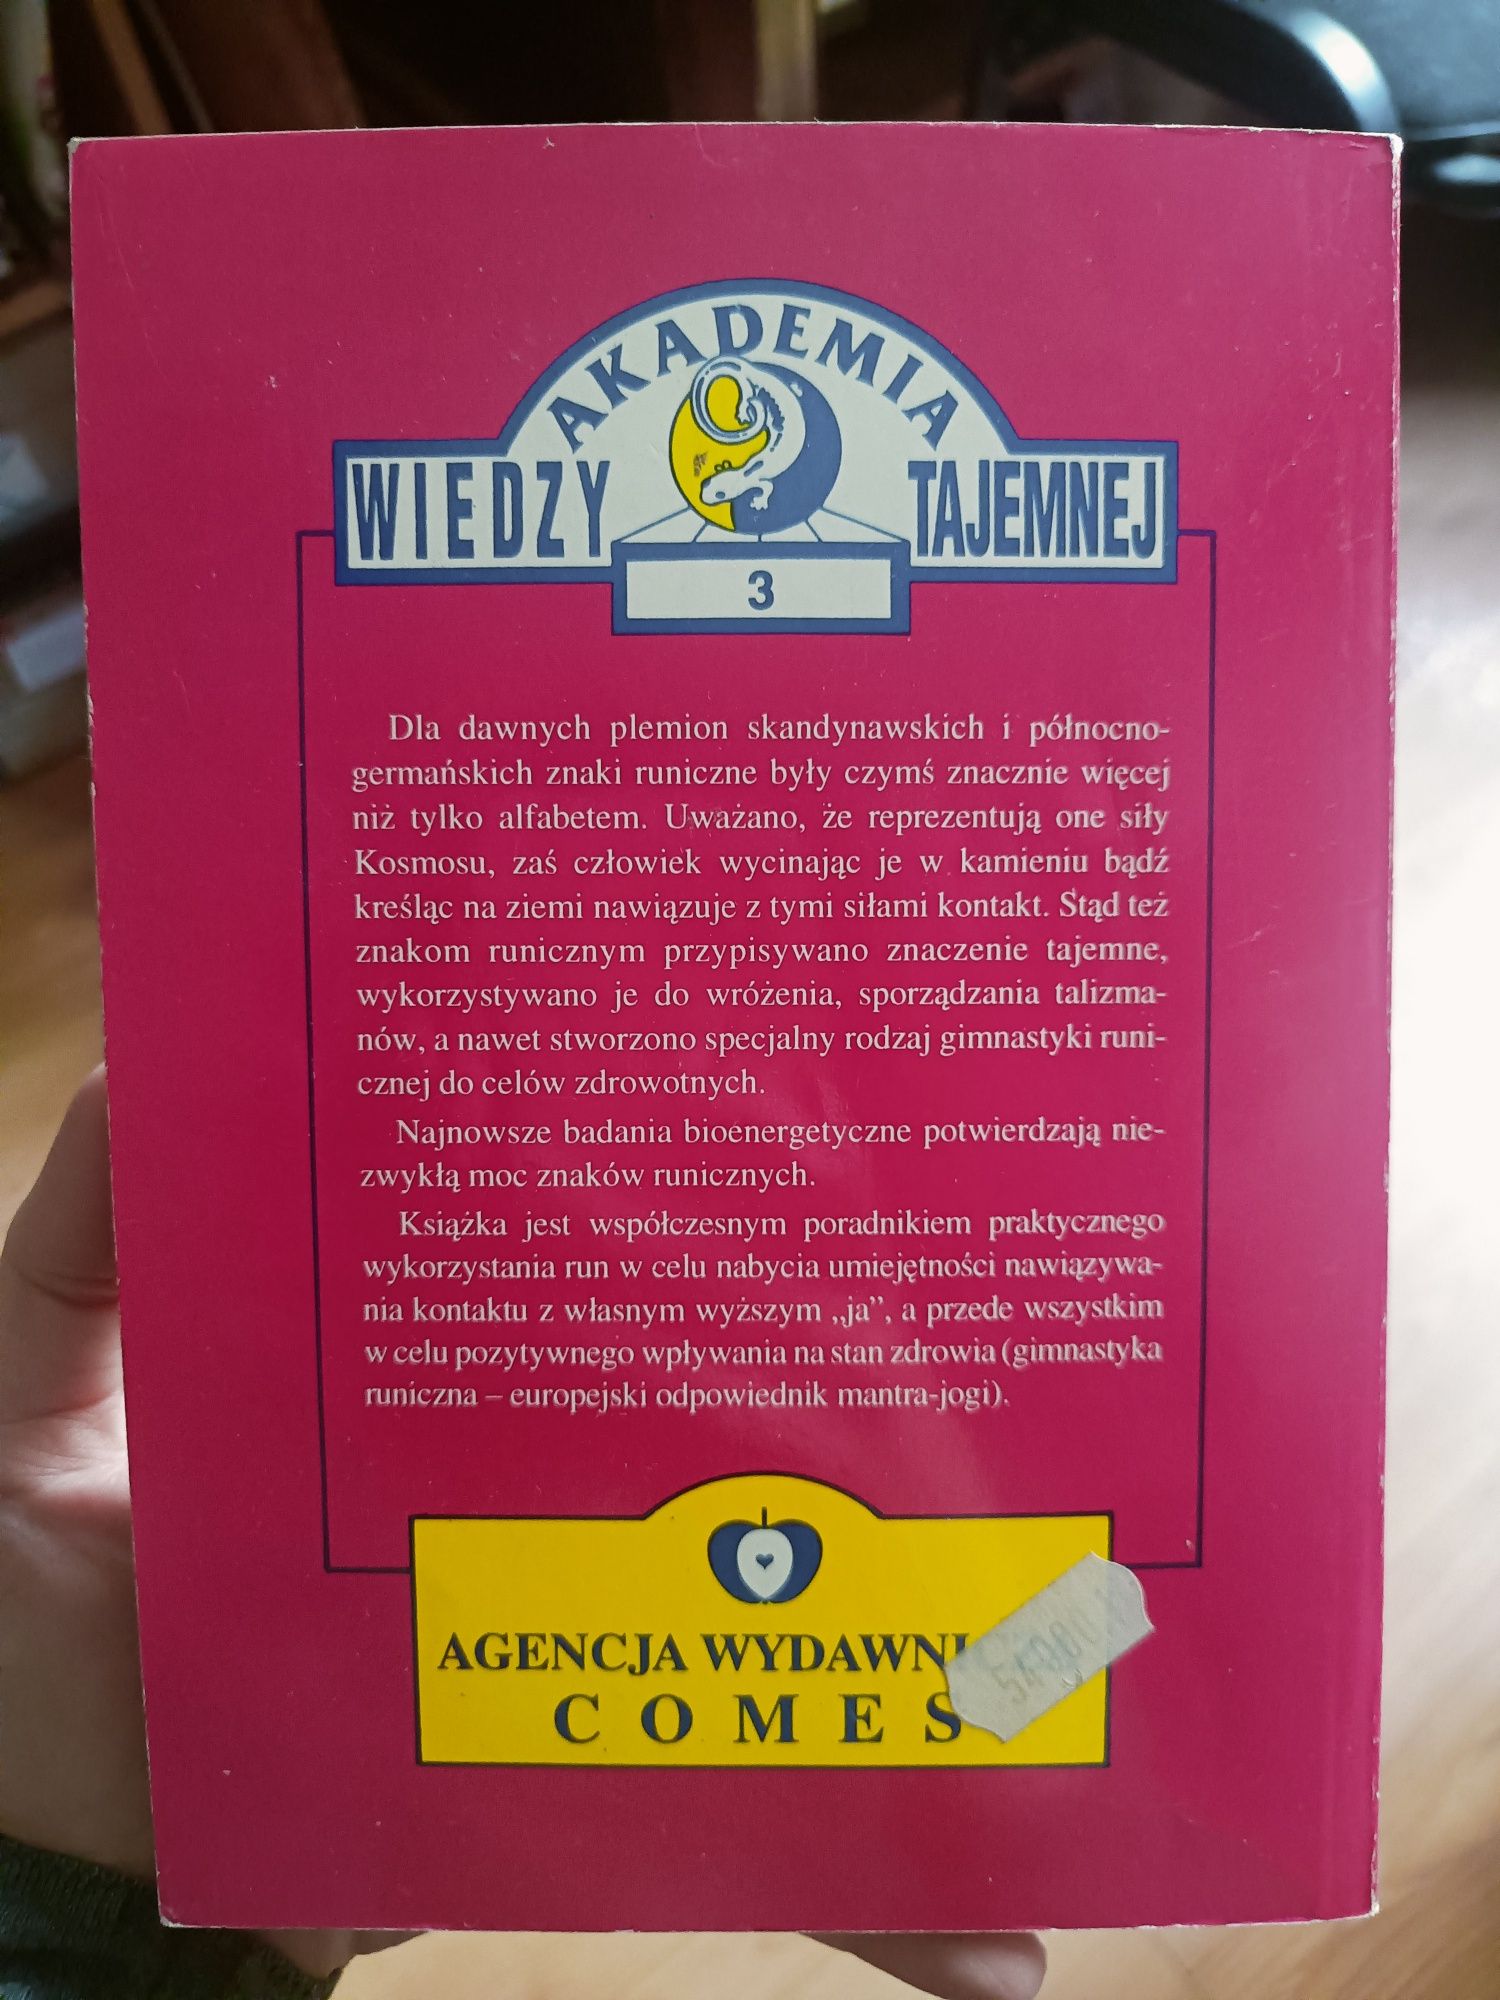 AKADEMIA
WIEDZY TAJEMNEJ
3
Dla dawnych plemion skandynawskich i północno-
germańskich znaki runiczne były czymś znacznie więcej
niż tylko alfabetem. Uważano, że reprezentują one siły
Kosmosu, zaś człowiek wycinając je w kamieniu bądź
kreśląc na ziemi nawiązuje z tymi siłami kontakt. Stąd też
znakom runicznym przypisywano znaczenie tajemne,
wykorzystywano je do wróżenia, sporządzania talizma-
nów, a nawet stworzono specjalny rodzaj gimnastyki runi-
cznej do celów zdrowotnych.
Najnowsze badania bioenergetyczne potwierdzają nie-
zwykłą moc znaków runicznych.
Książka jest współczesnym poradnikiem praktycznego
wykorzystania run w celu nabycia umiejętności nawiązywa-
nia kontaktu z własnym wyższym „ja”, a przede wszystkim
w celu pozytywnego wpływania na stan zdrowia (gimnastyka
runiczna – europejski odpowiednik mantra-jogi).
AGENCJA WYDAWNI
COMES